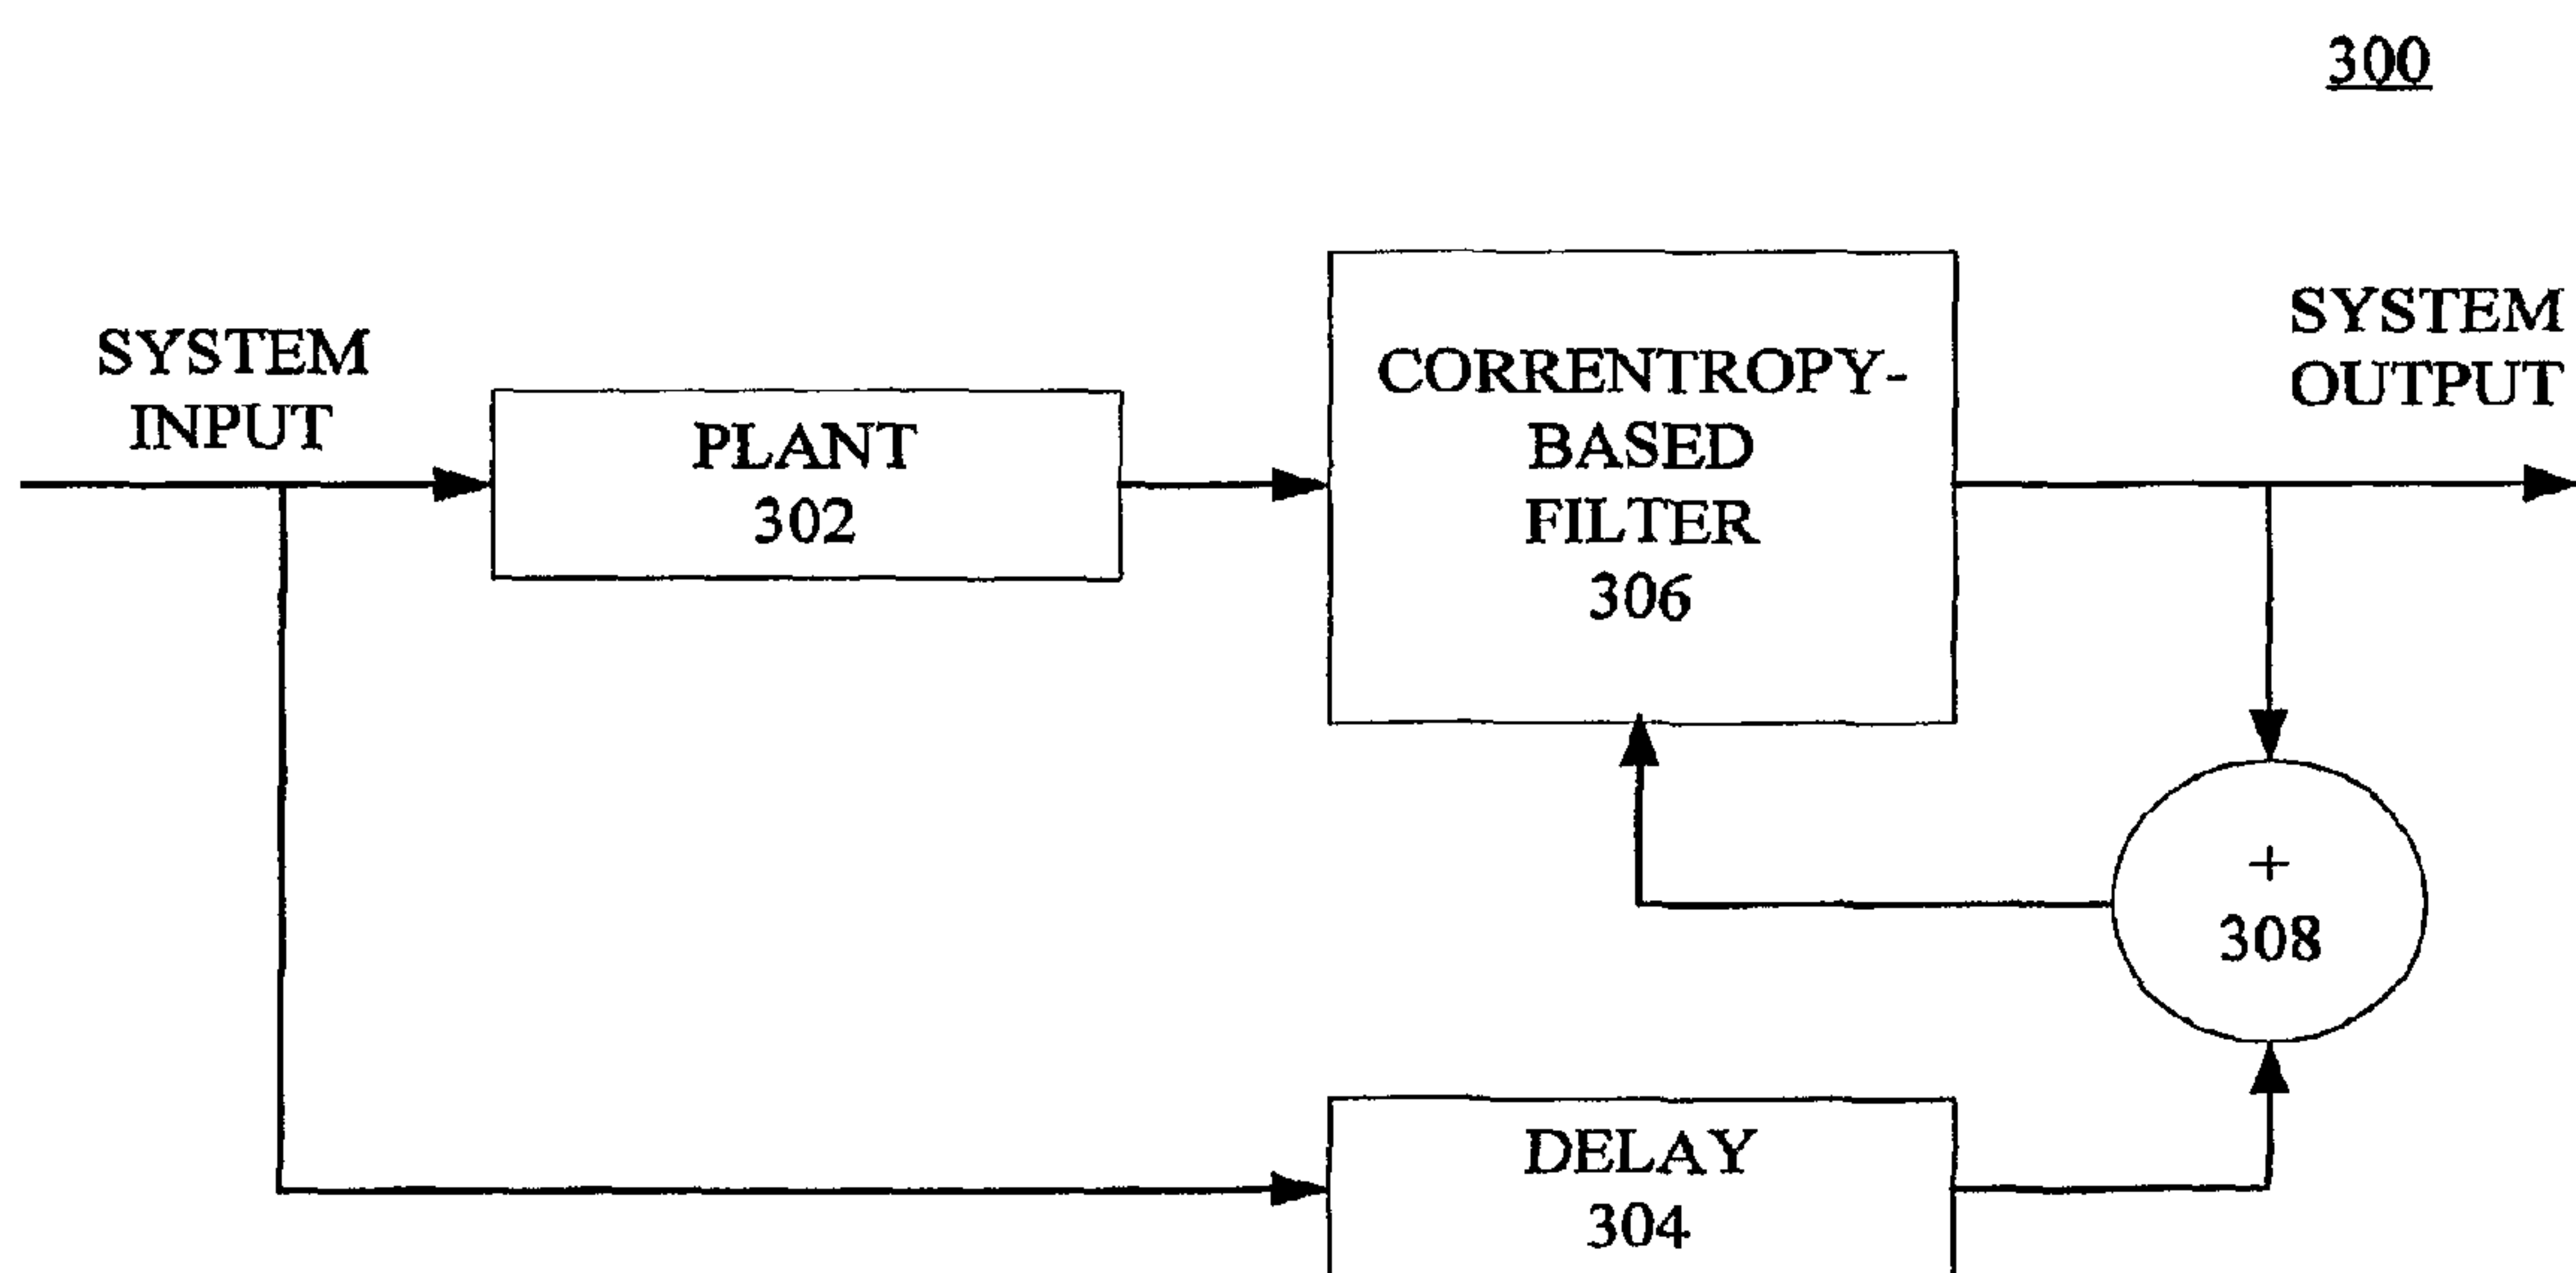 300
SYSTEM
INPUT
PLANT
302
CORRENTROPY-
BASED
FILTER
306
SYSTEM
OUTPUT
+
308
DELAY
304